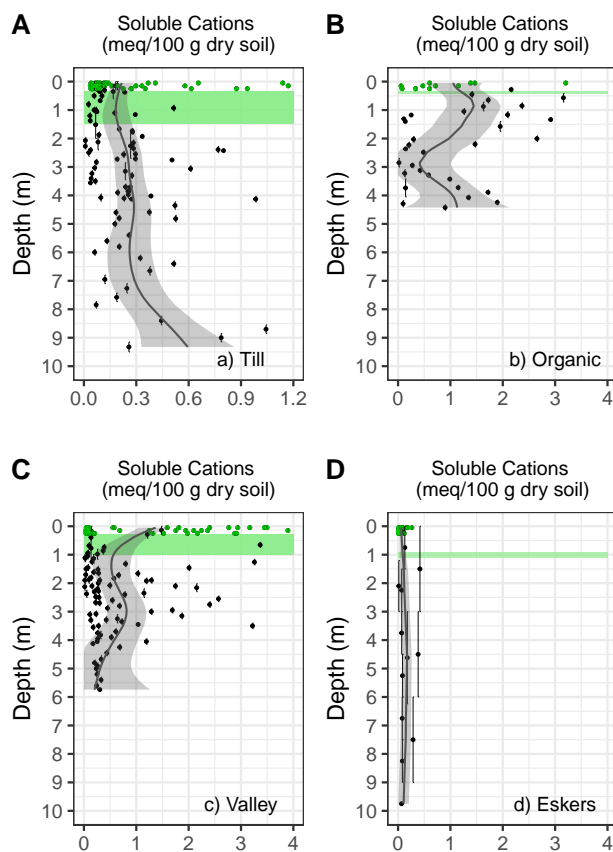 A
Soluble Cations
(meq/100 g dry soil)
0
1
2
3
4
5
6
7
8
9
10
Depth (m)
a) Till
0.0 0.3 0.6 0.9 1.2
B
Soluble Cations
(meq/100 g dry soil)
0
1
2
3
4
5
6
7
8
9
10
Depth (m)
b) Organic
0 1 2 3 4
C
Soluble Cations
(meq/100 g dry soil)
0
1
2
3
4
5
6
7
8
9
10
Depth (m)
c) Valley
0 1 2 3 4
D
Soluble Cations
(meq/100 g dry soil)
0
1
2
3
4
5
6
7
8
9
10
Depth (m)
d) Eskers
0 1 2 3 4